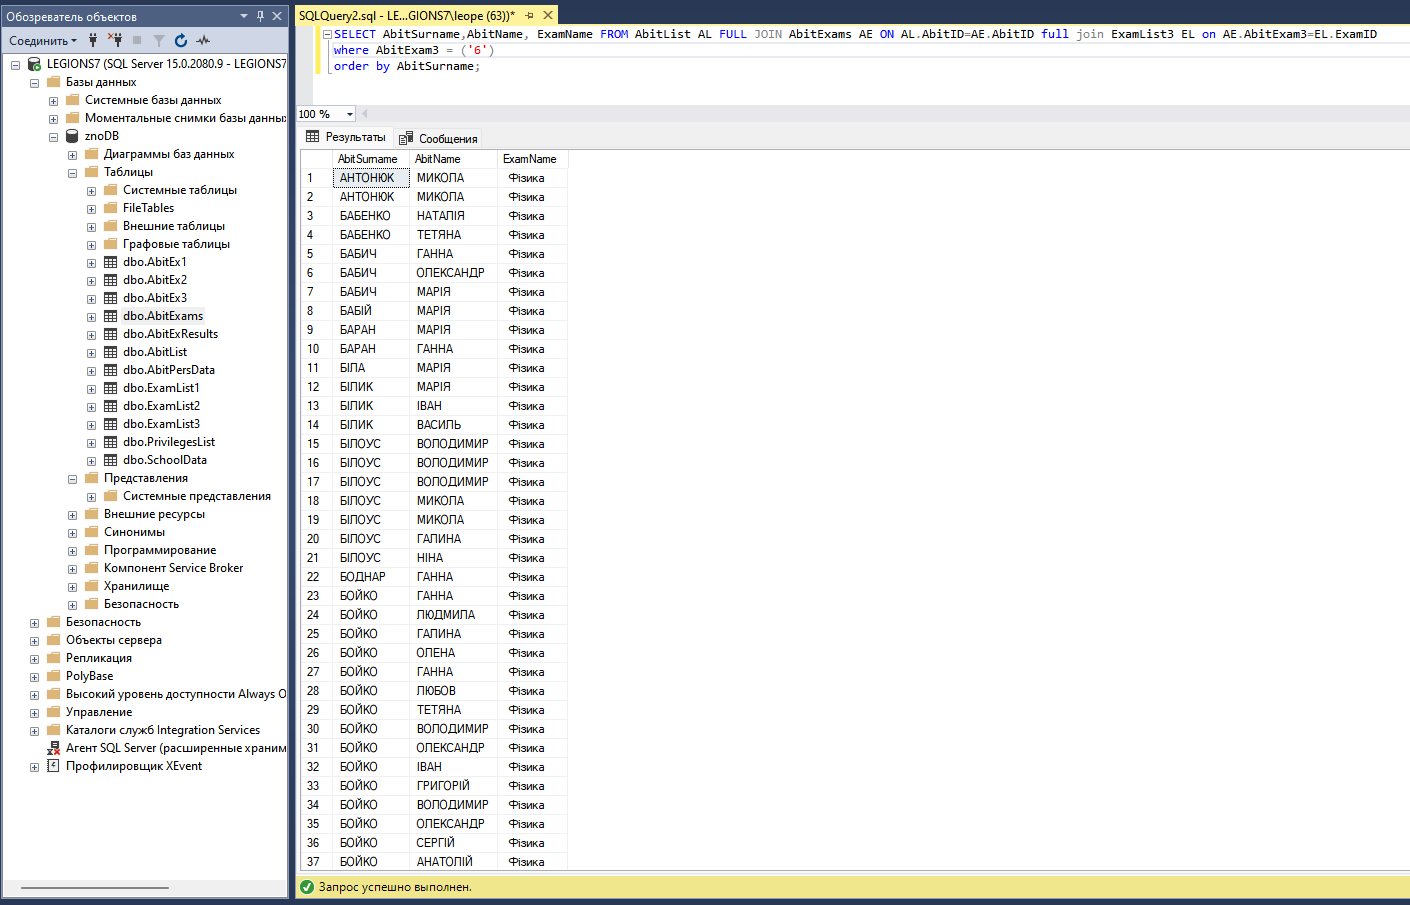 Обозреватель объектов
Соединить
LEGIONS7 (SQL Server 15.0.2080.9 - LEGIONS7
Базы данных
Системные базы данных
Моментальные снимки базы данны
znoDB
Диаграммы баз данных
Таблицы
Системные таблицы
FileTables
Внешние таблицы
Графовые таблицы
dbo.AbitEx1
dbo.AbitEx2
dbo.AbitEx3
dbo.AbitExams
dbo.AbitExResults
dbo.AbitList
dbo.AbitPersData
dbo.ExamList1
dbo.ExamList2
dbo.ExamList3
dbo.PrivilegesList
dbo.SchoolData
Представления
Системные представления
Внешние ресурсы
Синонимы
Программирование
Компонент Service Broker
Хранилище
Безопасность
Безопасность
Объекты сервера
Репликация
PolyBase
Высокий уровень доступности Always O
Управление
Каталоги служб Integration Services
Агент SQL Server (расширенные храним
Профилировщик XEvent
SQLQuery2.sql - LE...GIONS7\leope (63))*
SELECT AbitSurname,AbitName, ExamName FROM AbitList AL FULL JOIN AbitExams AE ON AL.AbitID=AE.AbitID full join ExamList3 EL on AE.AbitExam3=EL.ExamID
where AbitExam3 = ('6')
order by AbitSurname;
100 %
Результаты Сообщения
AbitSurname AbitName ExamName
1 АНТОНЮК МИКОЛА Фізика
2 АНТОНЮК МИКОЛА Фізика
3 БАБЕНКО НАТАЛІЯ Фізика
4 БАБЕНКО ТЕТЯНА Фізика
5 БАБИЧ ГАННА Фізика
6 БАБИЧ ОЛЕКСАНДР Фізика
7 БАБИЧ МАРІЯ Фізика
8 БАБІЙ МАРІЯ Фізика
9 БАРАН МАРІЯ Фізика
10 БАРАН ГАННА Фізика
11 БІЛА МАРІЯ Фізика
12 БІЛИК МАРІЯ Фізика
13 БІЛИК ІВАН Фізика
14 БІЛИК ВАСИЛЬ Фізика
15 БІЛОУС ВОЛОДИМИР Фізика
16 БІЛОУС ВОЛОДИМИР Фізика
17 БІЛОУС ВОЛОДИМИР Фізика
18 БІЛОУС МИКОЛА Фізика
19 БІЛОУС МИКОЛА Фізика
20 БІЛОУС ГАЛИНА Фізика
21 БІЛОУС НІНА Фізика
22 БОДНАР ГАННА Фізика
23 БОЙКО ГАННА Фізика
24 БОЙКО ЛЮДМИЛА Фізика
25 БОЙКО ГАЛИНА Фізика
26 БОЙКО ОЛЕНА Фізика
27 БОЙКО ГАННА Фізика
28 БОЙКО ЛЮБОВ Фізика
29 БОЙКО ТЕТЯНА Фізика
30 БОЙКО ВОЛОДИМИР Фізика
31 БОЙКО ОЛЕКСАНДР Фізика
32 БОЙКО ІВАН Фізика
33 БОЙКО ГРИГОРІЙ Фізика
34 БОЙКО ВОЛОДИМИР Фізика
35 БОЙКО ОЛЕКСАНДР Фізика
36 БОЙКО СЕРГІЙ Фізика
37 БОЙКО АНАТОЛІЙ Фізика
Запрос успешно выполнен.